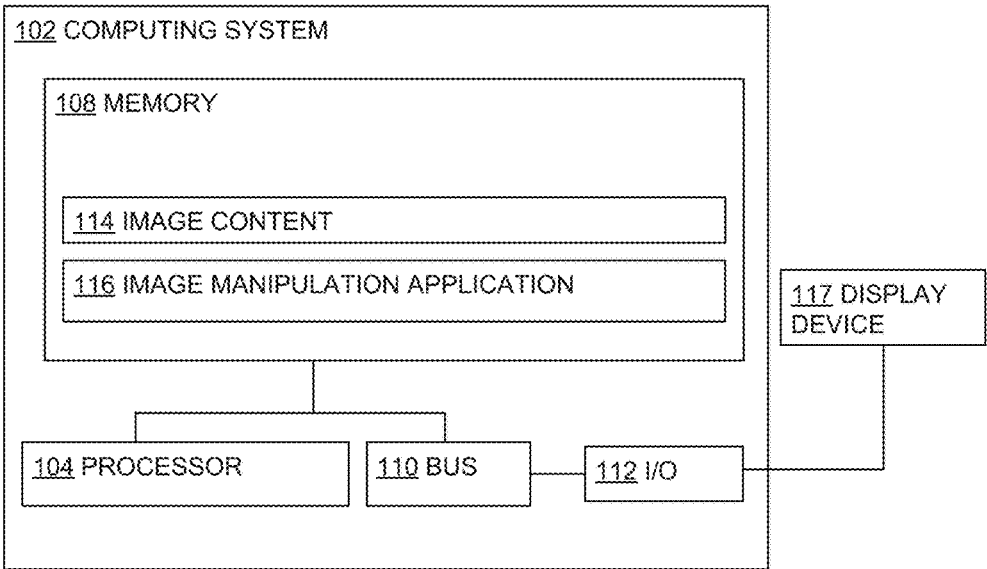 102 COMPUTING SYSTEM
108 MEMORY
114 IMAGE CONTENT
116 IMAGE MANIPULATION APPLICATION
117 DISPLAY
DEVICE
104 PROCESSOR
110 BUS
112 I/O